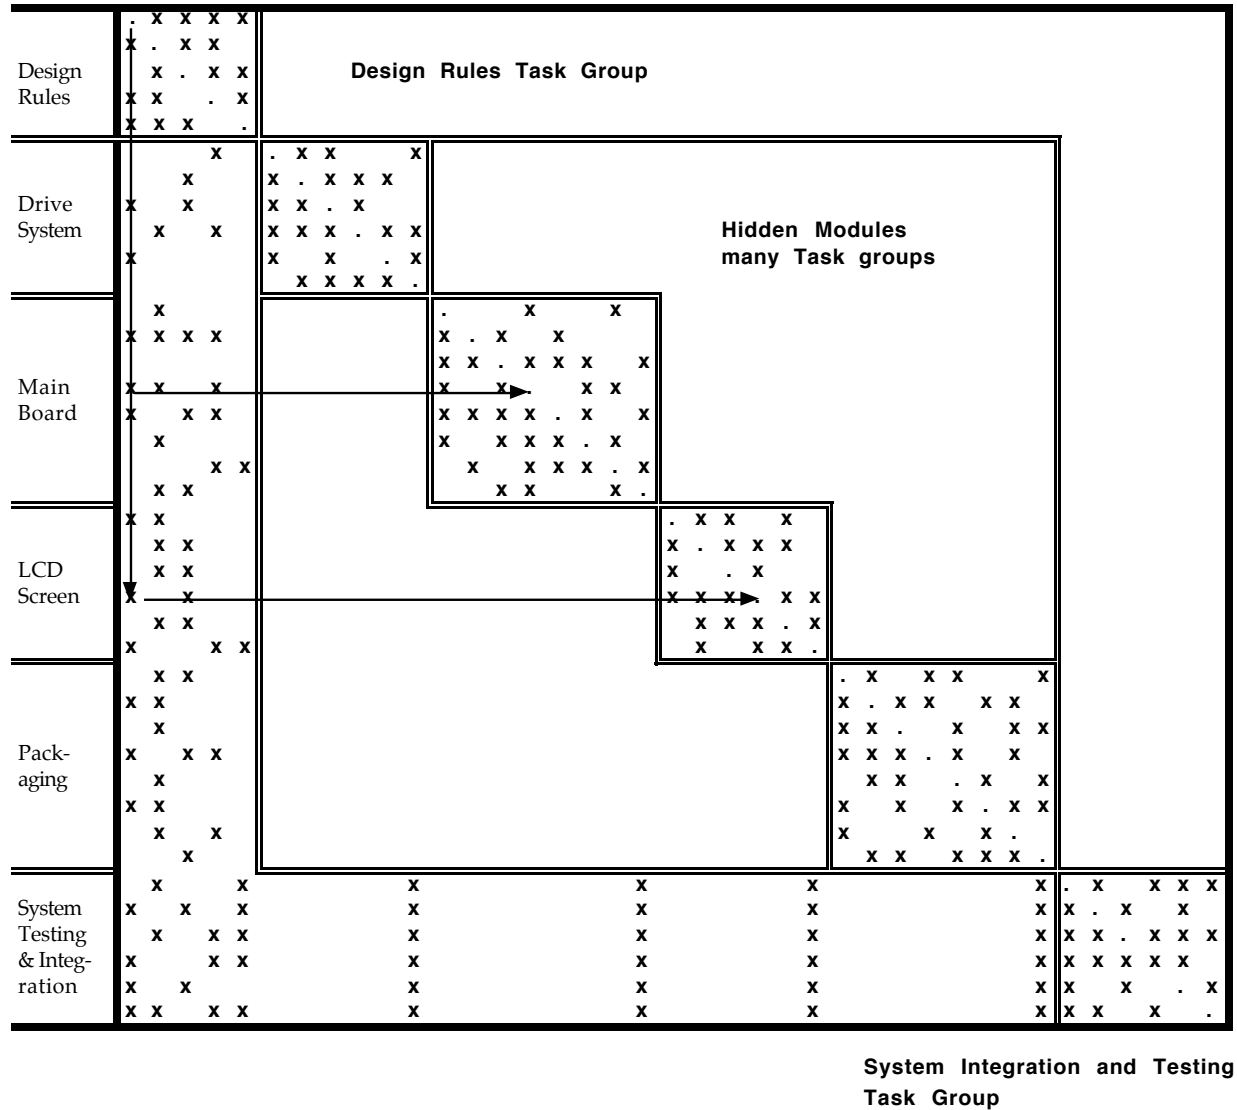 . x x x x
x . x x
Design x . x x Design Rules Task Group
Rules x x . x
x x x .
x . x x x
x x . x x x
Drive x x x x . x
System x x x x x . x x Hidden Modules
x x x . x many Task groups
x x x x .
x . x x
x x x x x . x x
x x . x x x x
Main x x x x x . x x
Board x x x x x x x . x x
x x x x x . x
x x x x x x . x
x x x x x .
x x . x x x
x x x . x x x
LCD x x x . x
Screen x x x x x . x x
x x x x x . x
x x x x x x .
x x . x x x x
x x x . x x x x
x x x . x x x
Pack- x x x x x x . x x
aging x x x . x x
x x x x x . x x
x x x x x .
x x x x x x .
x x x x x x . x x x x
System x x x x x x x x . x x
Testing x x x x x x x x x . x x x
& Integ- x x x x x x x x x x x x
ration x x x x x x x x . x
x x x x x x x x x x x x .
System Integration and Testing
Task Group